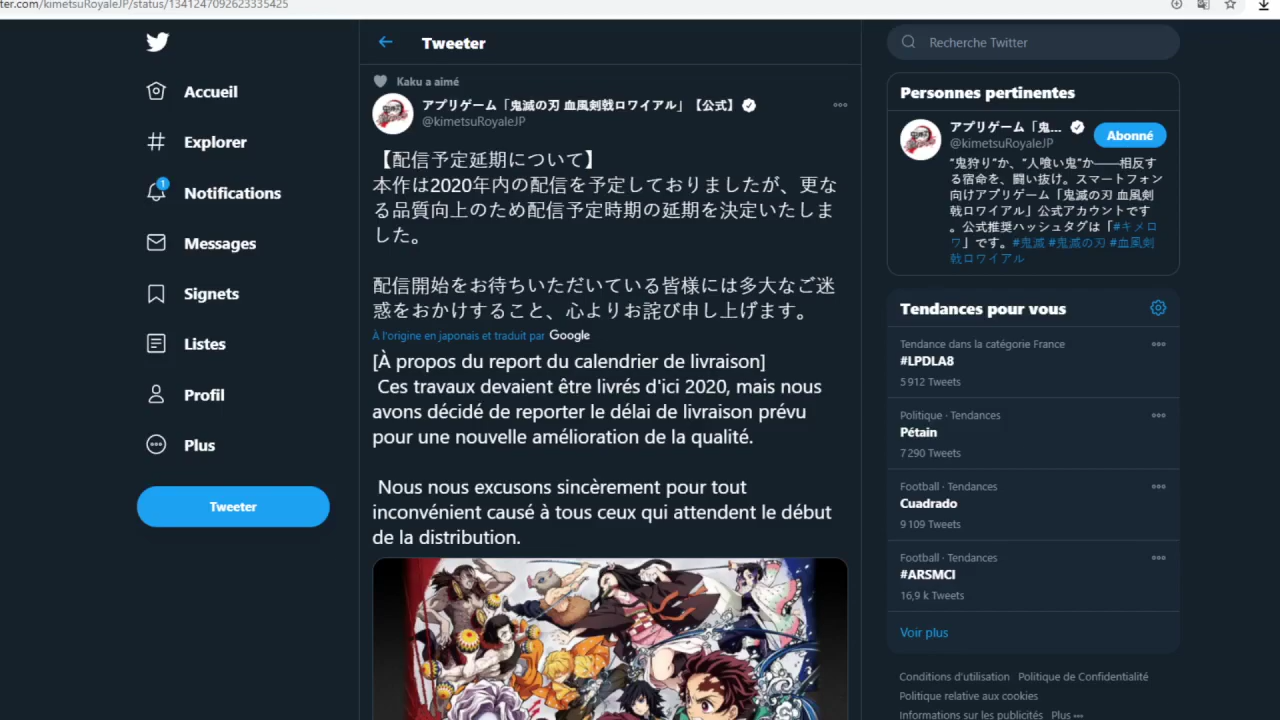 ter.com/kimetsuRoyaleJP/status/1341247092623335425
Accueil
Explorer
1
Notifications
Messages
Signets
Listes
Profil
Plus
Tweeter
Tweeter
Kaku a aimé
アプリゲーム「鬼滅の刃 血風剣戟ロワイアル」【公式】
@kimetsuRoyaleJP
【配信予定延期について】
本作は2020年内の配信を予定しておりましたが、更な
る品質向上のため配信予定時期の延期を決定いたしま
した。
配信開始をお待ちいただいている皆様には多大なご迷
惑をおかけすること、心よりお詫び申し上げます。
À l'origine en japonais et traduit par Google
[À propos du report du calendrier de livraison]
Ces travaux devaient être livrés d'ici 2020, mais nous
avons décidé de reporter le délai de livraison prévu
pour une nouvelle amélioration de la qualité.
Nous nous excusons sincèrement pour tout
inconvénient causé à tous ceux qui attendent le début
de la distribution.
Recherche Twitter
Personnes pertinentes
アプリゲーム「鬼...
@kimetsuRoyaleJP
Abonné
“鬼狩り”か、“人喰い鬼”か――相反す
る宿命を、闘い抜け。スマートフォン
向けアプリゲーム「鬼滅の刃 血風剣
戟ロワイアル」公式アカウントです
。公式推奨ハッシュタグは「#キメロ
ワ」です。#鬼滅 #鬼滅の刃 #血風剣
戟ロワイアル
Tendances pour vous
Tendance dans la catégorie France
#LPDLA8
5 912 Tweets
Politique · Tendances
Pétain
7 290 Tweets
Football · Tendances
Cuadrado
9 109 Tweets
Football · Tendances
#ARSMCI
16,9 k Tweets
Voir plus
Conditions d'utilisation Politique de Confidentialité
Politique relative aux cookies
Informations sur les publicités Plus